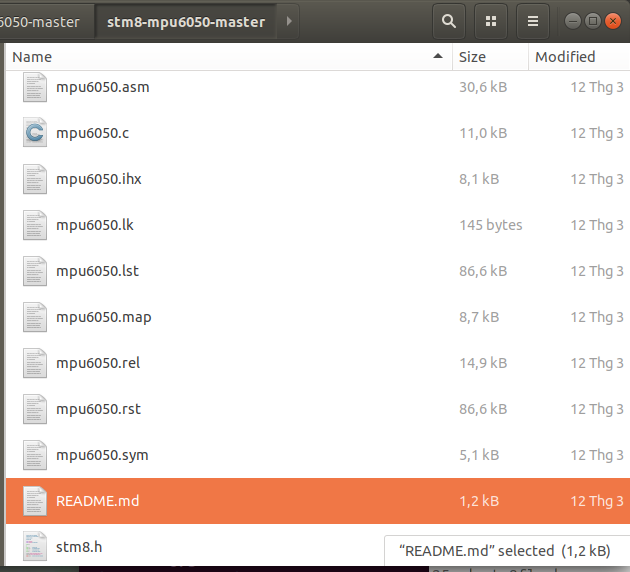 6050-master stm8-mpu6050-master
Name Size Modified
mpu6050.asm 30,6 kB 12 Thg 3
mpu6050.c 11,0 kB 12 Thg 3
mpu6050.ihx 8,1 kB 12 Thg 3
mpu6050.lk 145 bytes 12 Thg 3
mpu6050.lst 86,6 kB 12 Thg 3
mpu6050.map 8,7 kB 12 Thg 3
mpu6050.rel 14,9 kB 12 Thg 3
mpu6050.rst 86,6 kB 12 Thg 3
mpu6050.sym 5,1 kB 12 Thg 3
README.md 1,2 kB 12 Thg 3
stm8.h
“README.md” selected (1,2 kB)